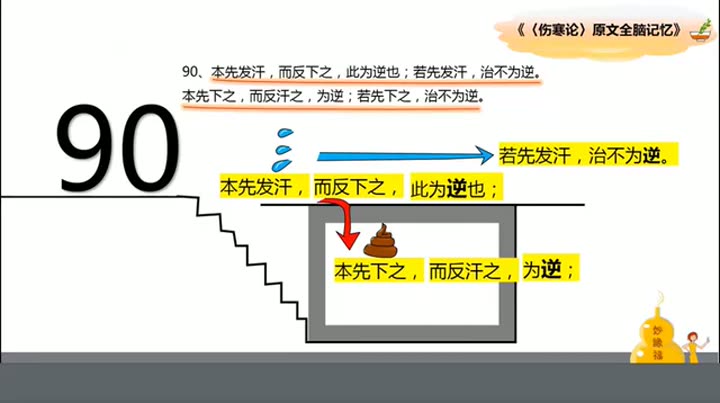 《〈伤寒论〉原文全脑记忆》
90、本先发汗，而反下之，此为逆也；若先发汗，治不为逆。
本先下之，而反汗之，为逆；若先下之，治不为逆。
90
若先发汗，治不为逆。
本先发汗，而反下之，此为逆也；
本先下之，而反汗之，为逆；
妙
缘
福